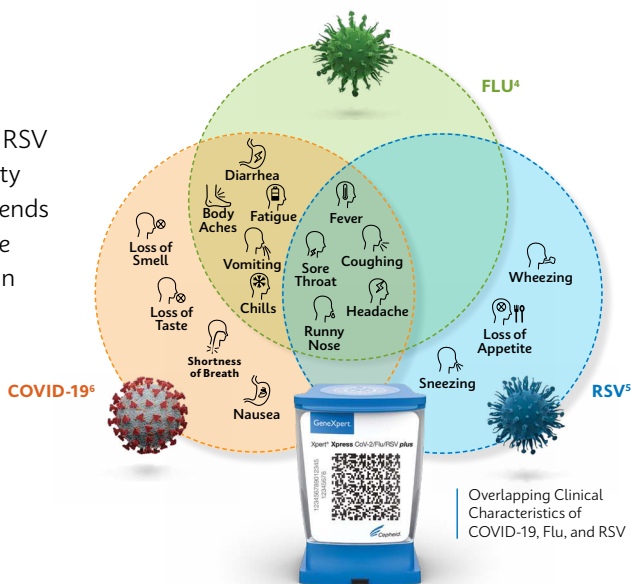 RSV
ty
ends
e
n
FLU4
Diarrhea
Body
Aches
Fatigue
Fever
Loss of
Smell
Vomiting
Sore
Throat
Coughing
Wheezing
Loss of
Taste
Chills
Headache
Runny
Nose
Loss of
Appetite
Shortness
of Breath
Sneezing
COVID-19⁶
Nausea
RSV⁵
GeneXpert.
Xpert® Xpress CoV-2/Flu/RSV plus
Cepheid.
Overlapping Clinical
Characteristics of
COVID-19, Flu, and RSV